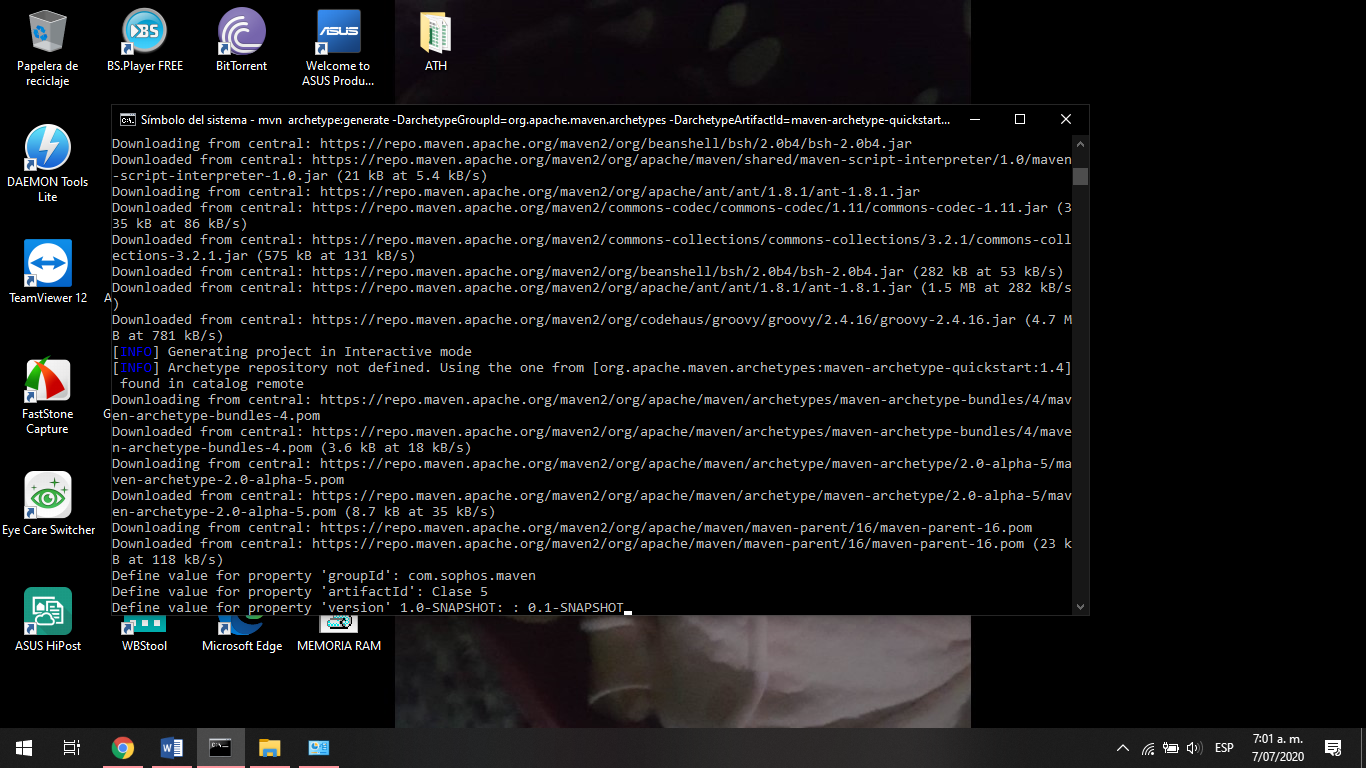 Papelera de
reciclaje
BS.Player FREE
BitTorrent
ASUS
Welcome to
ASUS Produ...
ATH
DAEMON Tools
Lite
TeamViewer 12
A
FastStone
Capture
G
Eye Care Switcher
ASUS HiPost
WBStool
Microsoft Edge
MEMORIA RAM
Símbolo del sistema - mvn archetype:generate -DarchetypeGroupId=org.apache.maven.archetypes -DarchetypeArtifactId=maven-archetype-quickstart...
Downloading from central: https://repo.maven.apache.org/maven2/org/beanshell/bsh/2.0b4/bsh-2.0b4.jar
Downloaded from central: https://repo.maven.apache.org/maven2/org/apache/maven/shared/maven-script-interpreter/1.0/maven
-script-interpreter-1.0.jar (21 kB at 5.4 kB/s)
Downloading from central: https://repo.maven.apache.org/maven2/org/apache/ant/ant/1.8.1/ant-1.8.1.jar
Downloaded from central: https://repo.maven.apache.org/maven2/commons-codec/commons-codec/1.11/commons-codec-1.11.jar (3
35 kB at 86 kB/s)
Downloaded from central: https://repo.maven.apache.org/maven2/commons-collections/commons-collections/3.2.1/commons-coll
ections-3.2.1.jar (575 kB at 131 kB/s)
Downloaded from central: https://repo.maven.apache.org/maven2/org/beanshell/bsh/2.0b4/bsh-2.0b4.jar (282 kB at 53 kB/s)
Downloaded from central: https://repo.maven.apache.org/maven2/org/apache/ant/ant/1.8.1/ant-1.8.1.jar (1.5 MB at 282 kB/s
)
Downloaded from central: https://repo.maven.apache.org/maven2/org/codehaus/groovy/groovy/2.4.16/groovy-2.4.16.jar (4.7 M
B at 781 kB/s)
[INFO] Generating project in Interactive mode
[INFO] Archetype repository not defined. Using the one from [org.apache.maven.archetypes:maven-archetype-quickstart:1.4]
found in catalog remote
Downloading from central: https://repo.maven.apache.org/maven2/org/apache/maven/archetypes/maven-archetype-bundles/4/mav
en-archetype-bundles-4.pom
Downloaded from central: https://repo.maven.apache.org/maven2/org/apache/maven/archetypes/maven-archetype-bundles/4/mave
n-archetype-bundles-4.pom (3.6 kB at 18 kB/s)
Downloading from central: https://repo.maven.apache.org/maven2/org/apache/maven/archetype/maven-archetype/2.0-alpha-5/ma
ven-archetype-2.0-alpha-5.pom
Downloaded from central: https://repo.maven.apache.org/maven2/org/apache/maven/archetype/maven-archetype/2.0-alpha-5/mav
en-archetype-2.0-alpha-5.pom (8.7 kB at 35 kB/s)
Downloading from central: https://repo.maven.apache.org/maven2/org/apache/maven/maven-parent/16/maven-parent-16.pom
Downloaded from central: https://repo.maven.apache.org/maven2/org/apache/maven/maven-parent/16/maven-parent-16.pom (23 k
B at 118 kB/s)
Define value for property 'groupId': com.sophos.maven
Define value for property 'artifactId': Clase 5
Define value for property 'version' 1.0-SNAPSHOT: : 0.1-SNAPSHOT
ESP
7:01 a. m.
7/07/2020